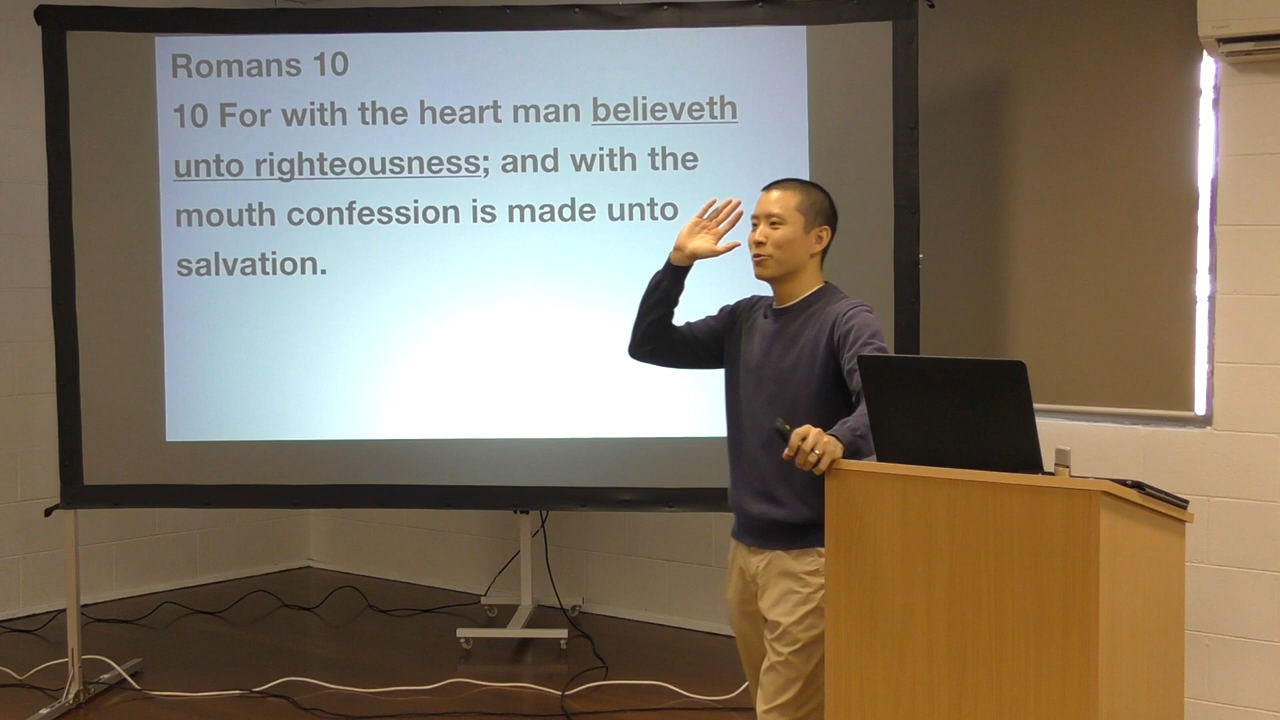 Romans 10
10 For with the heart man believeth
unto righteousness; and with the
mouth confession is made unto
salvation.